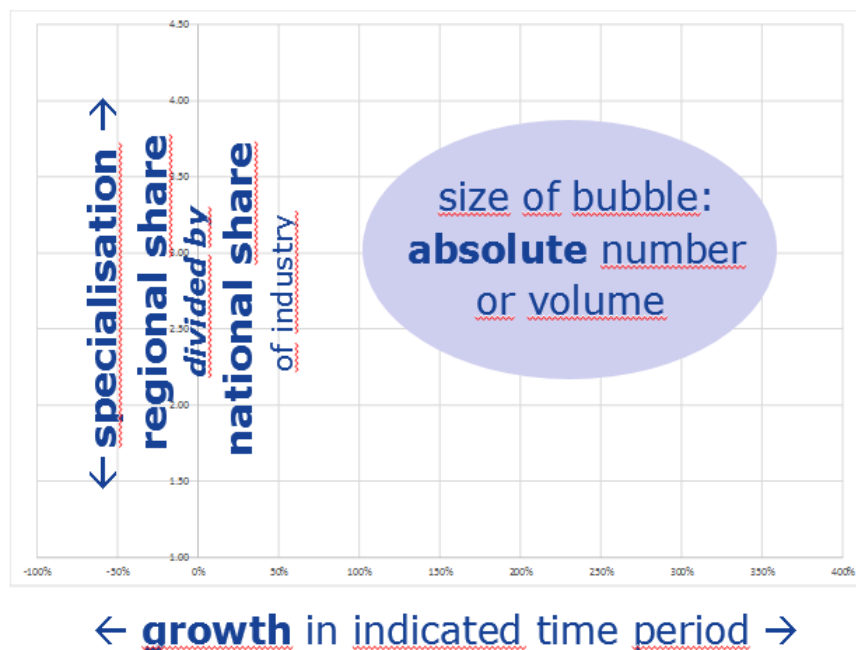 4.50
4.00
3.50
3.00
2.50
2.00
1.50
1.00
← specialisation →
regional share
divided by
national share
of industry
size of bubble:
absolute number
or volume
-100% -50% 0% 50% 100% 150% 200% 250% 300% 350% 400%
← growth in indicated time period →